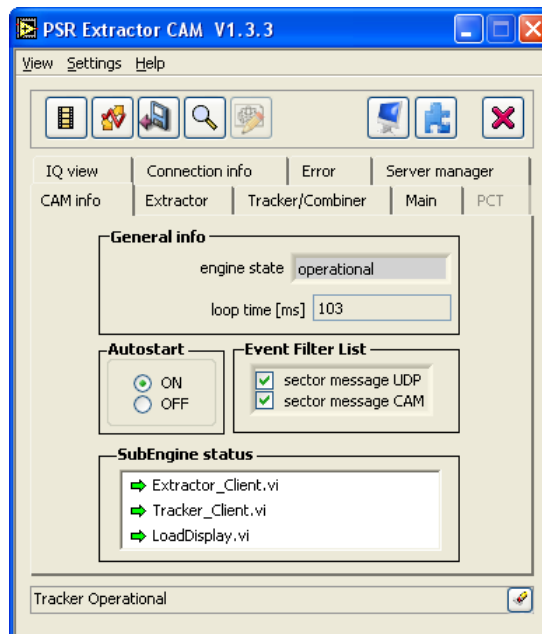 PSR Extractor CAM V1.3.3
View Settings Help
IQ view Connection info Error Server manager
CAM info Extractor Tracker/Combiner Main PCT
General info
engine state operational
loop time [ms] 103
Autostart
ON
OFF
Event Filter List
sector message UDP
sector message CAM
SubEngine status
Extractor_Client.vi
Tracker_Client.vi
LoadDisplay.vi
Tracker Operational